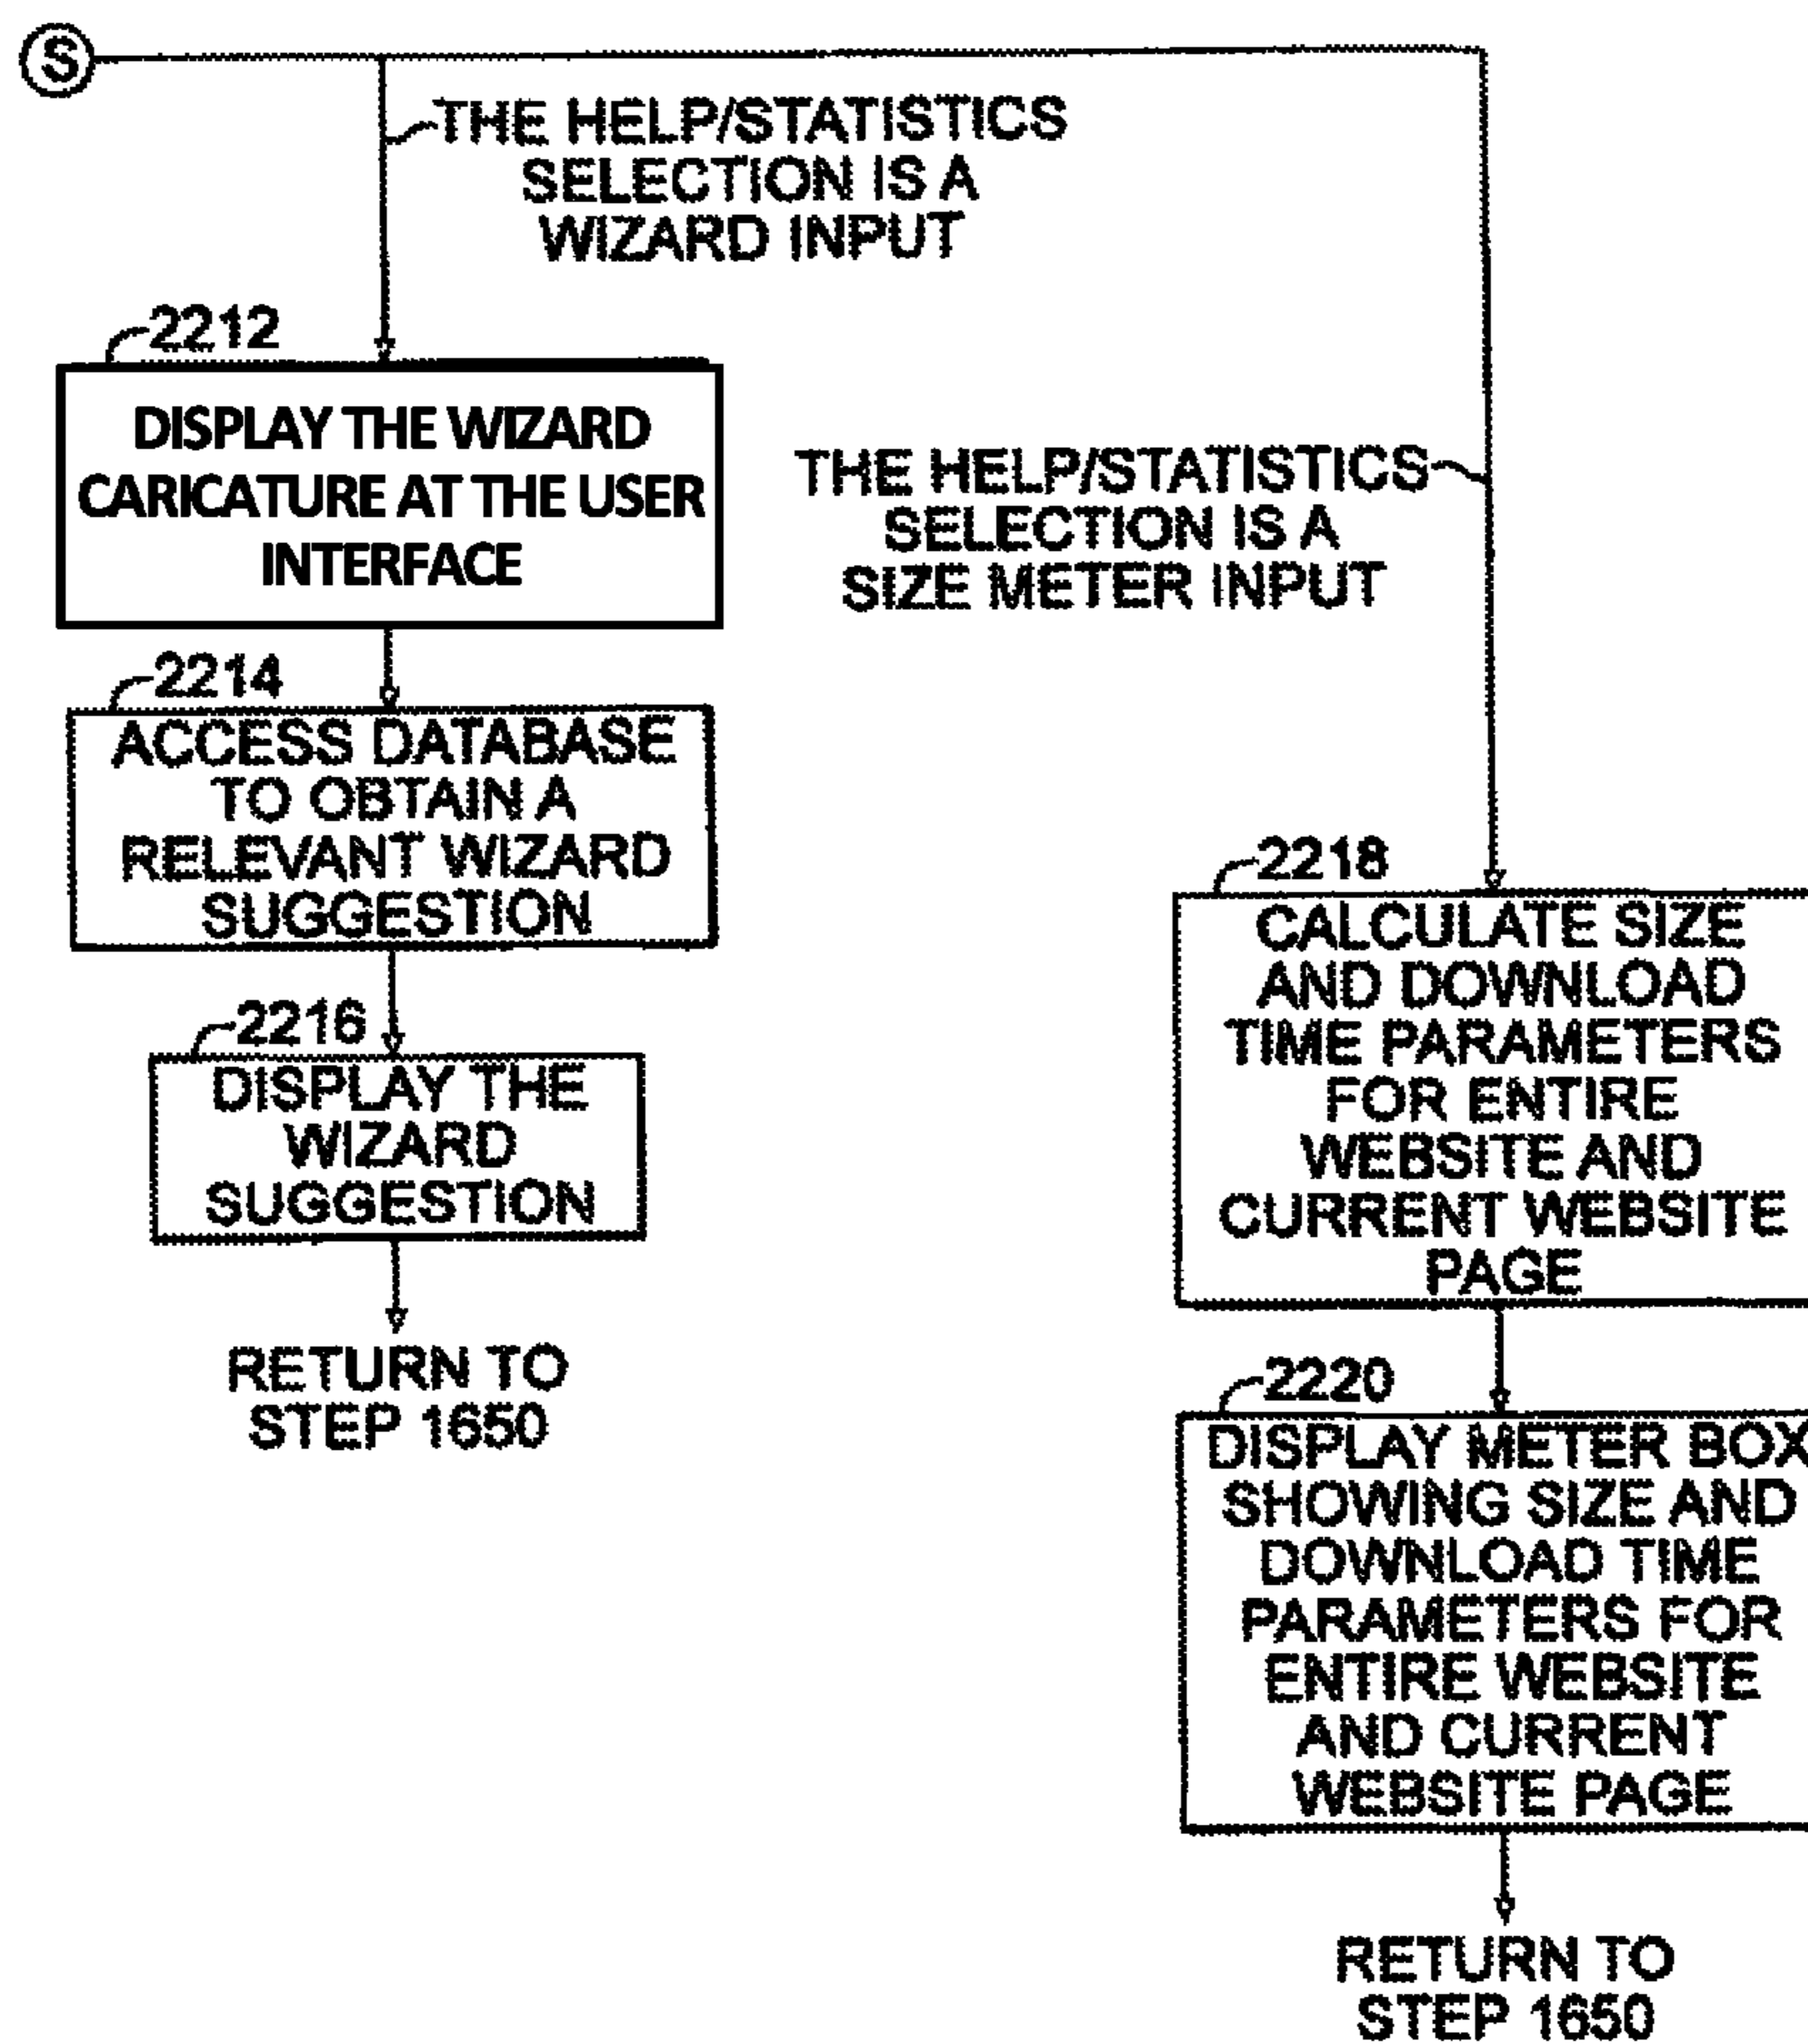 S
THE HELP/STATISTICS
SELECTION IS A
WIZARD INPUT
2212
DISPLAY THE WIZARD
CARICATURE AT THE USER
INTERFACE
2214
ACCESS DATABASE
TO OBTAIN A
RELEVANT WIZARD
SUGGESTION
2216
DISPLAY THE
WIZARD
SUGGESTION
RETURN TO
STEP 1650
THE HELP/STATISTICS
SELECTION IS A
SIZE METER INPUT
2218
CALCULATE SIZE
AND DOWNLOAD
TIME PARAMETERS
FOR ENTIRE
WEBSITE AND
CURRENT WEBSITE
PAGE
2220
DISPLAY METER BOX
SHOWING SIZE AND
DOWNLOAD TIME
PARAMETERS FOR
ENTIRE WEBSITE
AND CURRENT
WEBSITE PAGE
RETURN TO
STEP 1650